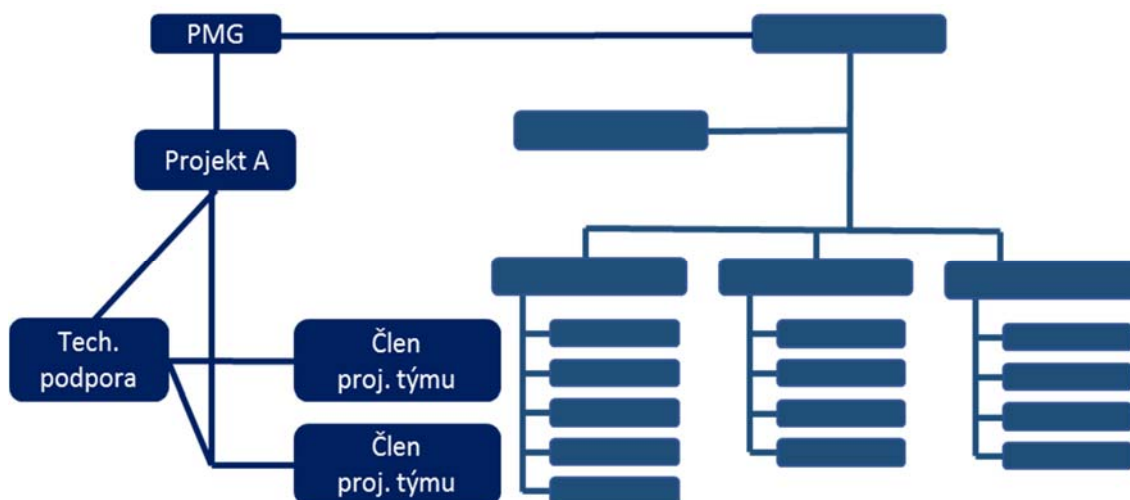 PMG
Projekt A
Tech.
podpora
Člen
proj. týmu
Člen
proj. týmu